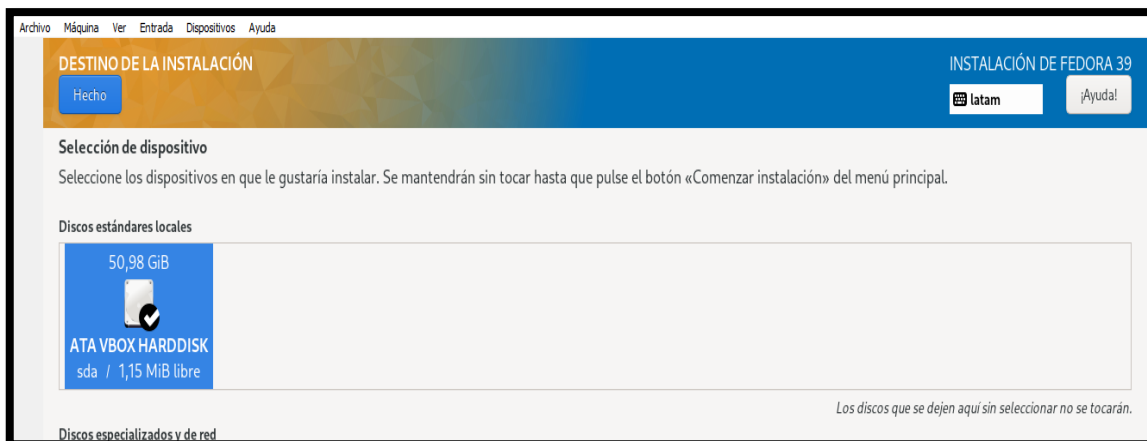 Archivo Máquina Ver Entrada Dispositivos Ayuda
DESTINO DE LA INSTALACIÓN
INSTALACIÓN DE FEDORA 39
Hecho
latam
¡Ayuda!
Selección de dispositivo
Seleccione los dispositivos en que le gustaría instalar. Se mantendrán sin tocar hasta que pulse el botón «Comenzar instalación» del menú principal.
Discos estándares locales
50,98 GiB
ATA VBOX HARDDISK
sda / 1,15 MiB libre
Los discos que se dejen aquí sin seleccionar no se tocarán.
Discos especializados y de red